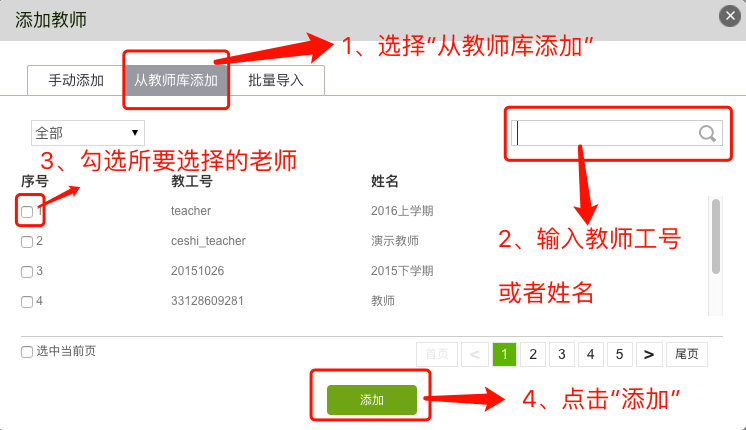 添加教师
1、选择“从教师库添加“
手动添加
从教师库添加
批量导入
全部
3、勾选所要选择的老师
序号 教工号 姓名
1 teacher 2016上学期
2 ceshi_teacher 演示教师
3 20151026 2015下学期
4 33128609281 教师
2、输入教师工号
或者姓名
选中当前页
首页 < 1 2 3 4 5 > 尾页
添加
4、点击“添加”